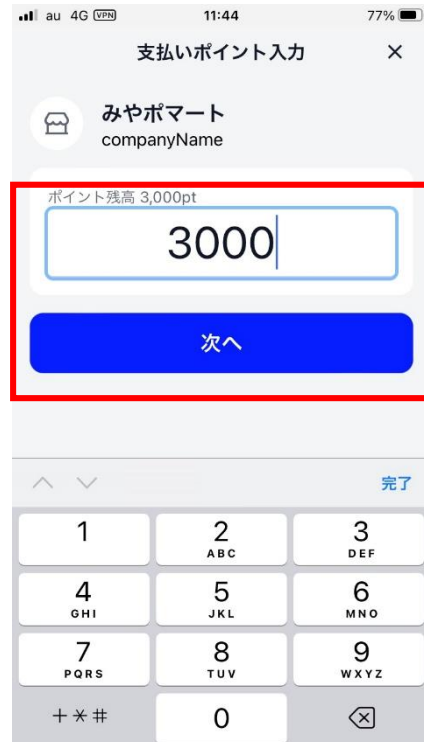 au 4G VPN 11:44 77%
支払いポイント入力 ×
みやポマート
companyName
ポイント残高 3,000pt
3000
次へ
完了
1 2 3
ABC DEF
4 5 6
GHI JKL MNO
7 8 9
PQRS TUV WXYZ
+*# 0